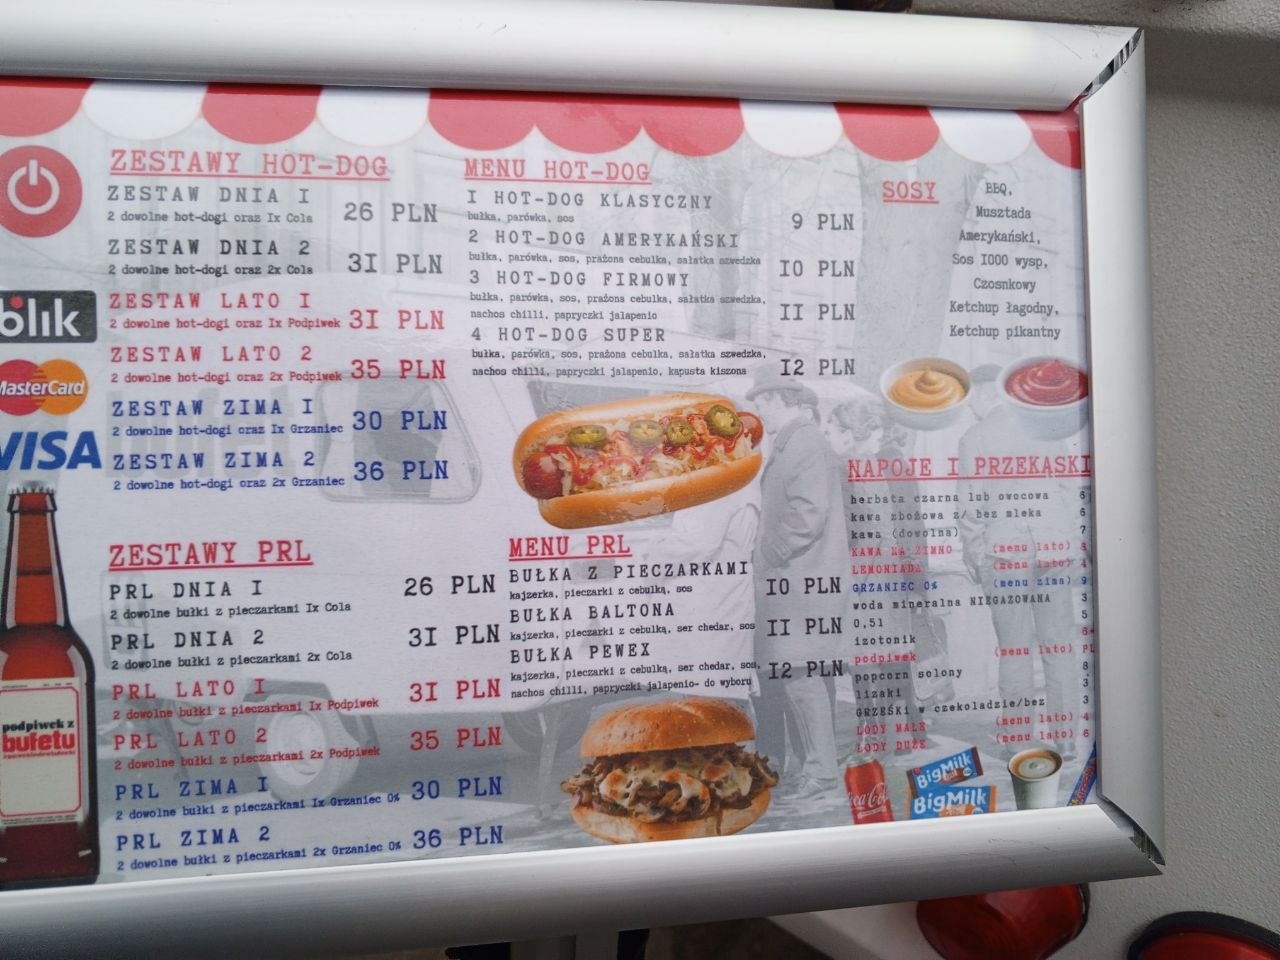 ZESTAWY HOT-DOG
ZESTAW DNIA I
2 dowolne hot-dogi oraz Ix Cola
26 PLN
ZESTAW DNIA 2
2 dowolne hot-dogi oraz 2x Cola
3I PLN
ZESTAW LATO I
2 dowolne hot-dogi oraz Ix Podpiwek
3I PLN
ZESTAW LATO 2
2 dowolne hot-dogi oraz 2x Podpiwek
35 PLN
ZESTAW ZIMA I
2 dowolne hot-dogi oraz Ix Grzaniec
30 PLN
ZESTAW ZIMA 2
2 dowolne hot-dogi oraz 2x Grzaniec
36 PLN
blik
MasterCard
VISA
podpiwek z
bufetu
ZESTAWY PRL
PRL DNIA I
2 dowolne bułki z pieczarkami Ix Cola
26 PLN
PRL DNIA 2
2 dowolne bułki z pieczarkami 2x Cola
3I PLN
PRL LATO I
2 dowolne bułki z pieczarkami Ix Podpiwek
3I PLN
PRL LATO 2
2 dowolne bułki z pieczarkami 2x Podpiwek
35 PLN
PRL ZIMA I
2 dowolne bułki z pieczarkami Ix Grzaniec 0%
30 PLN
PRL ZIMA 2
2 dowolne bułki z pieczarkami 2x Grzaniec 0%
36 PLN
MENU HOT-DOG
I HOT-DOG KLASYCZNY
bułka, parówka, sos
9 PLN
2 HOT-DOG AMERYKAŃSKI
bułka, parówka, sos, prażona cebulka, sałatka szwedzka
I0 PLN
3 HOT-DOG FIRMOWY
bułka, parówka, sos, prażona cebulka, sałatka szwedzka,
nachos chilli, papryczki jalapenio
II PLN
4 HOT-DOG SUPER
bułka, parówka, sos, prażona cebulka, sałatka szwedzka,
nachos chilli, papryczki jalapenio, kapusta kiszona
I2 PLN
MENU PRL
BUŁKA Z PIECZARKAMI
kajzerka, pieczarki z cebulką, sos
I0 PLN
BUŁKA BALTONA
kajzerka, pieczarki z cebulką, ser chedar, sos
II PLN
BUŁKA PEWEX
kajzerka, pieczarki z cebulką, ser chedar, sos,
nachos chilli, papryczki jalapenio- do wyboru
I2 PLN
SOSY
BBQ,
Musztada
Amerykański,
Sos I000 wysp,
Czosnkowy
Ketchup łagodny,
Ketchup pikantny
NAPOJE I PRZEKĄSKI
herbata czarna lub owocowa 6
kawa zbożowa z/ bez mleka 6
kawa (dowolna) 7
KAWA NA ZIMNO (menu lato) 8
LEMONIADA (menu lato) 4
GRZANIEC 0% (menu zima) 9
woda mineralna NIEGAZOWANA 3
0,5l 5
izotonik 6
podpiwek (menu lato) PL
popcorn solony 8
lizaki 3
GRZEŚKI w czekoladzie/bez 3
LODY MAŁE (menu lato) 4
LODY DUŻE (menu lato) 6
Coca-Cola
BigMilk
BigMilk